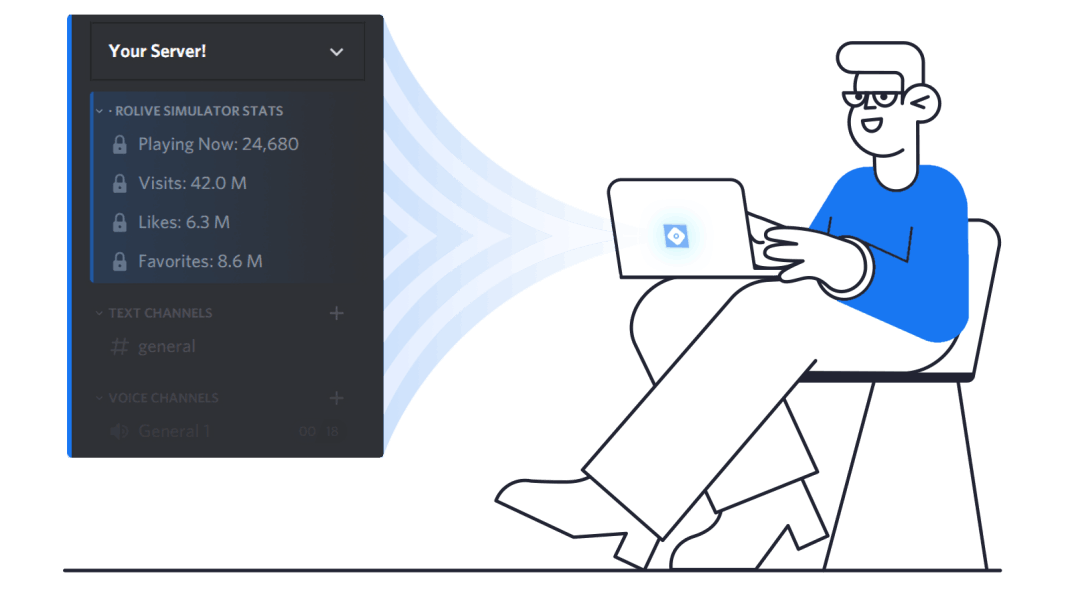 Your Server!
· ROLIVE SIMULATOR STATS
Playing Now: 24,680
Visits: 42.0 M
Likes: 6.3 M
Favorites: 8.6 M
TEXT CHANNELS
# general
VOICE CHANNELS
General 1 00 18